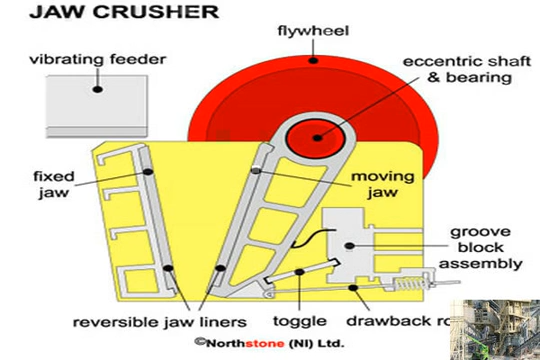 JAW CRUSHER
flywheel
vibrating feeder
eccentric shaft
& bearing
fixed
jaw
moving
jaw
groove
block
assembly
reversible jaw liners
toggle
drawback
©Northstone (NI) Ltd.